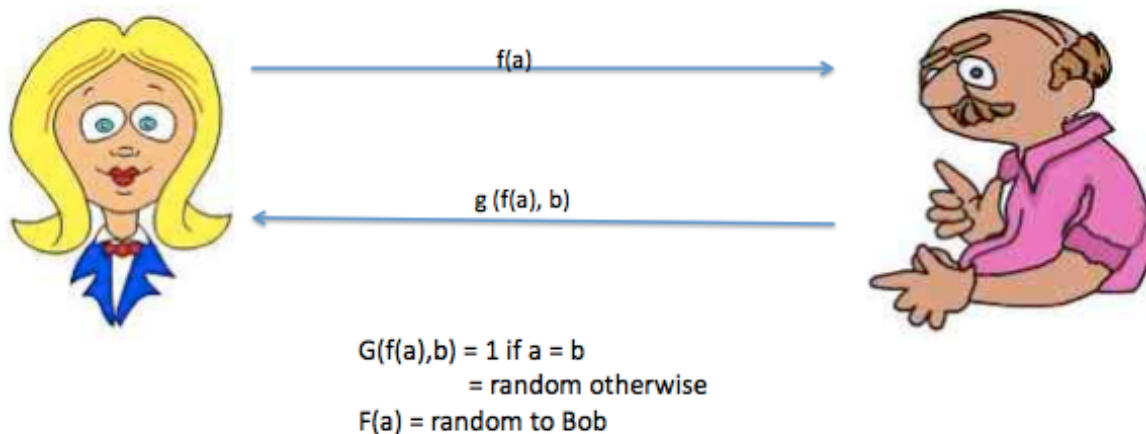 f(a)
g (f(a), b)
G(f(a),b) = 1 if a = b
= random otherwise
F(a) = random to Bob